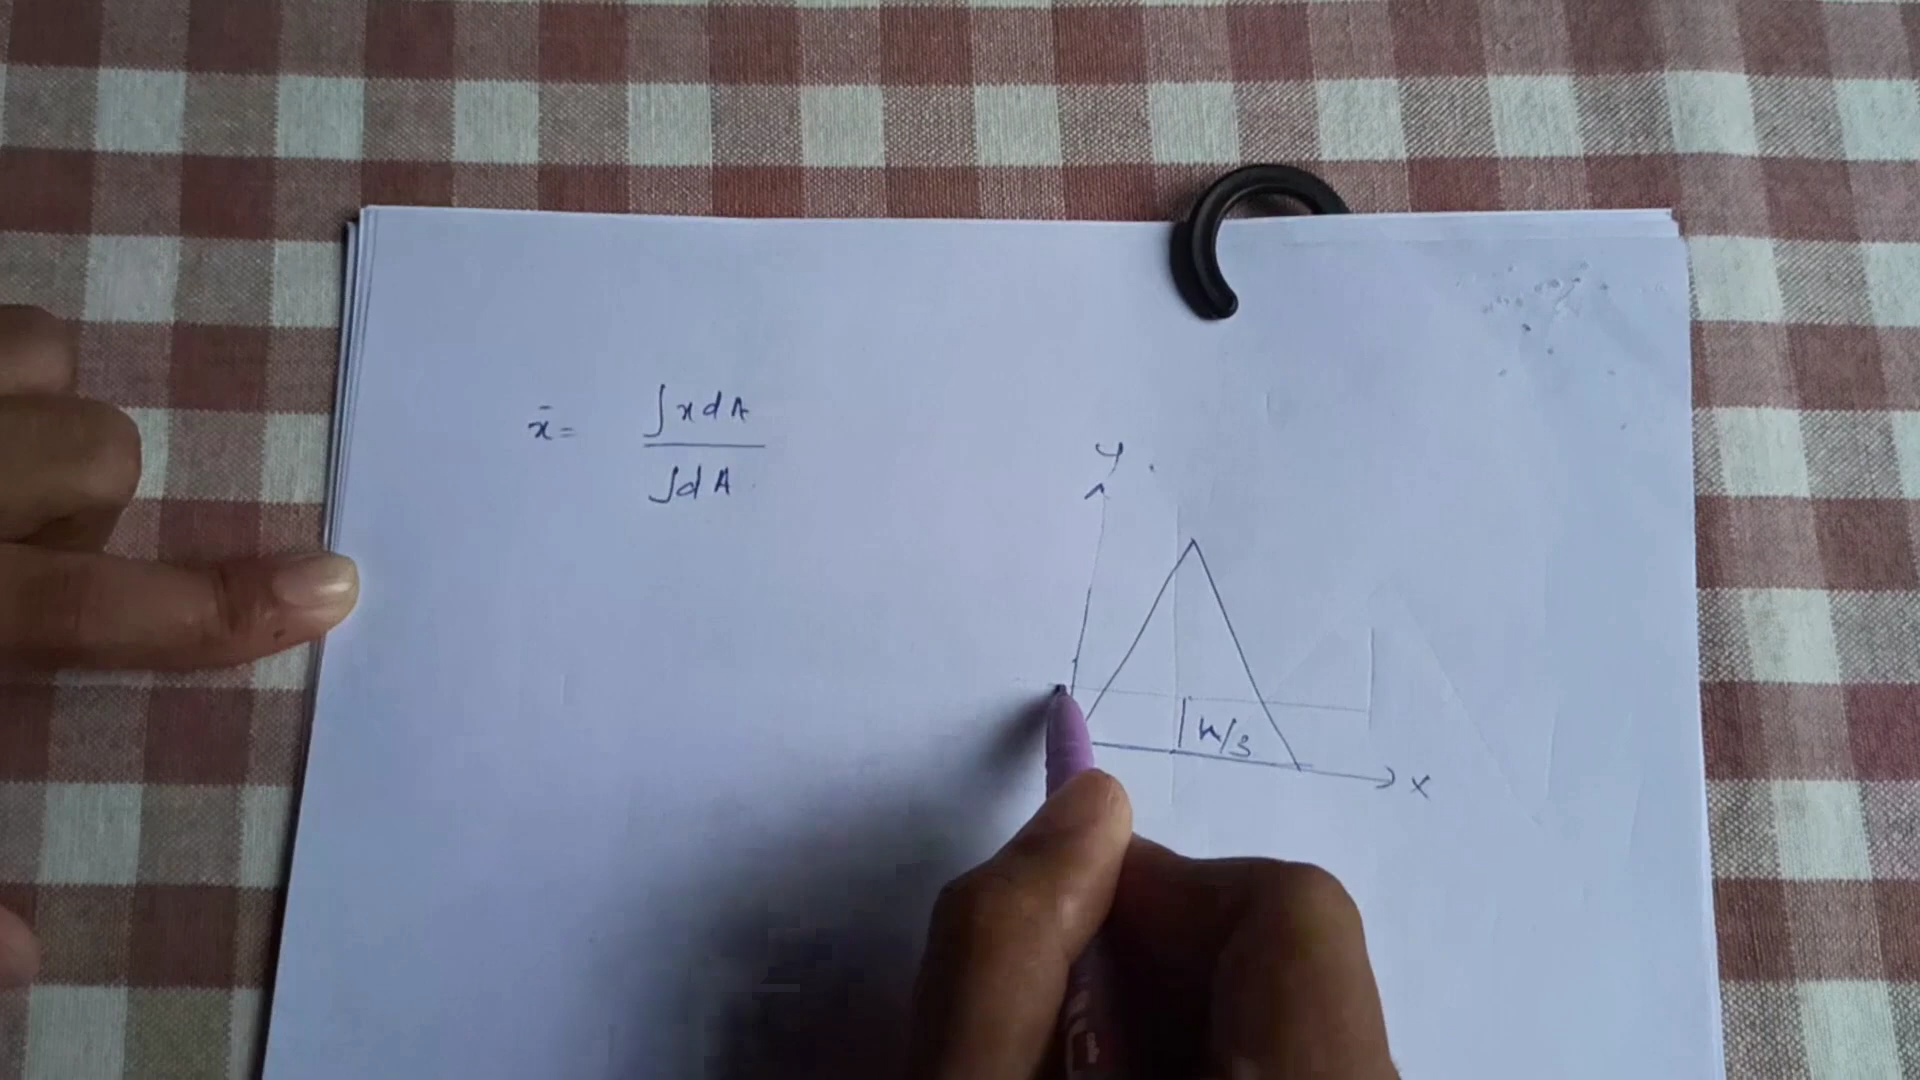 x̄ = ∫x dA / ∫dA
y
h/3
x